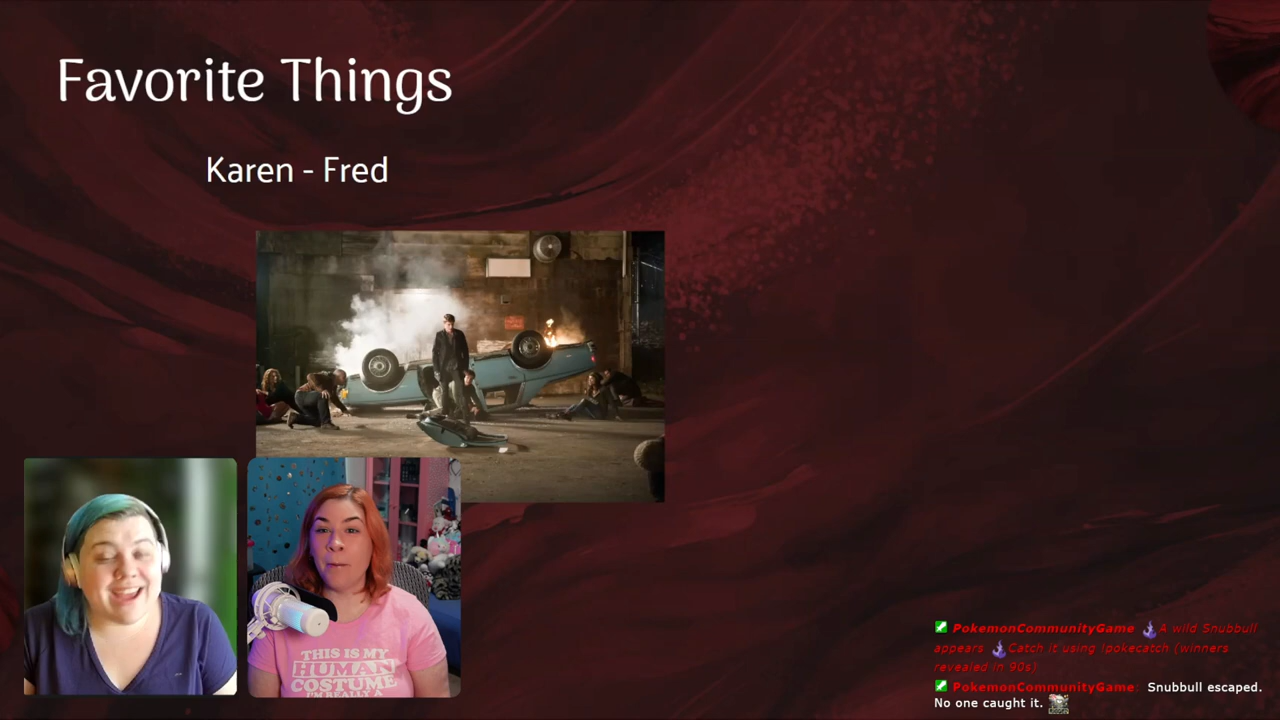 Favorite Things
Karen - Fred
THIS IS MY
HUMAN
COSTUME
I'M REALLY A
PokemonCommunityGame A wild Snubbull
appears Catch it using !pokecatch (winners
revealed in 90s)
PokemonCommunityGame: Snubbull escaped.
No one caught it.